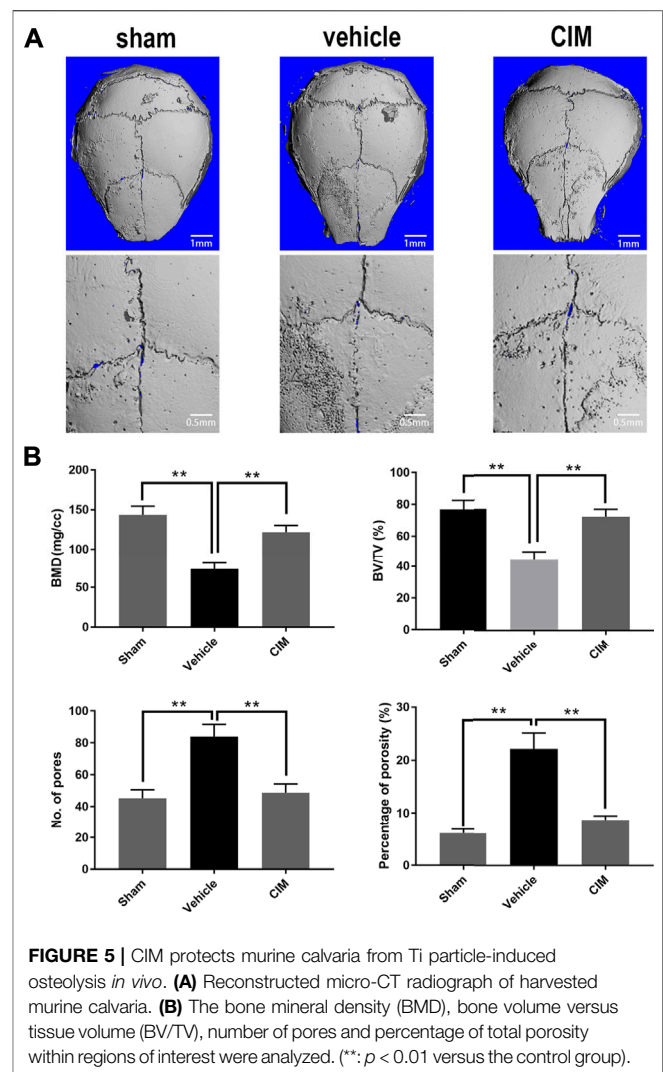 A
sham
vehicle
CIM
1mm
1mm
1mm
0.5mm
0.5mm
0.5mm
B
BMD (mg/cc)
200
150
100
50
0
**
**
Sham
Vehicle
CIM
BV/TV (%)
100
80
60
40
20
0
**
**
Sham
Vehicle
CIM
No. of pores
100
80
60
40
20
0
**
**
Sham
Vehicle
CIM
Percentage of porosity (%)
30
20
10
0
**
**
Sham
Vehicle
CIM
FIGURE 5 | CIM protects murine calvaria from Ti particle-induced
osteolysis in vivo. (A) Reconstructed micro-CT radiograph of harvested
murine calvaria. (B) The bone mineral density (BMD), bone volume versus
tissue volume (BV/TV), number of pores and percentage of total porosity
within regions of interest were analyzed. (**: p < 0.01 versus the control group).